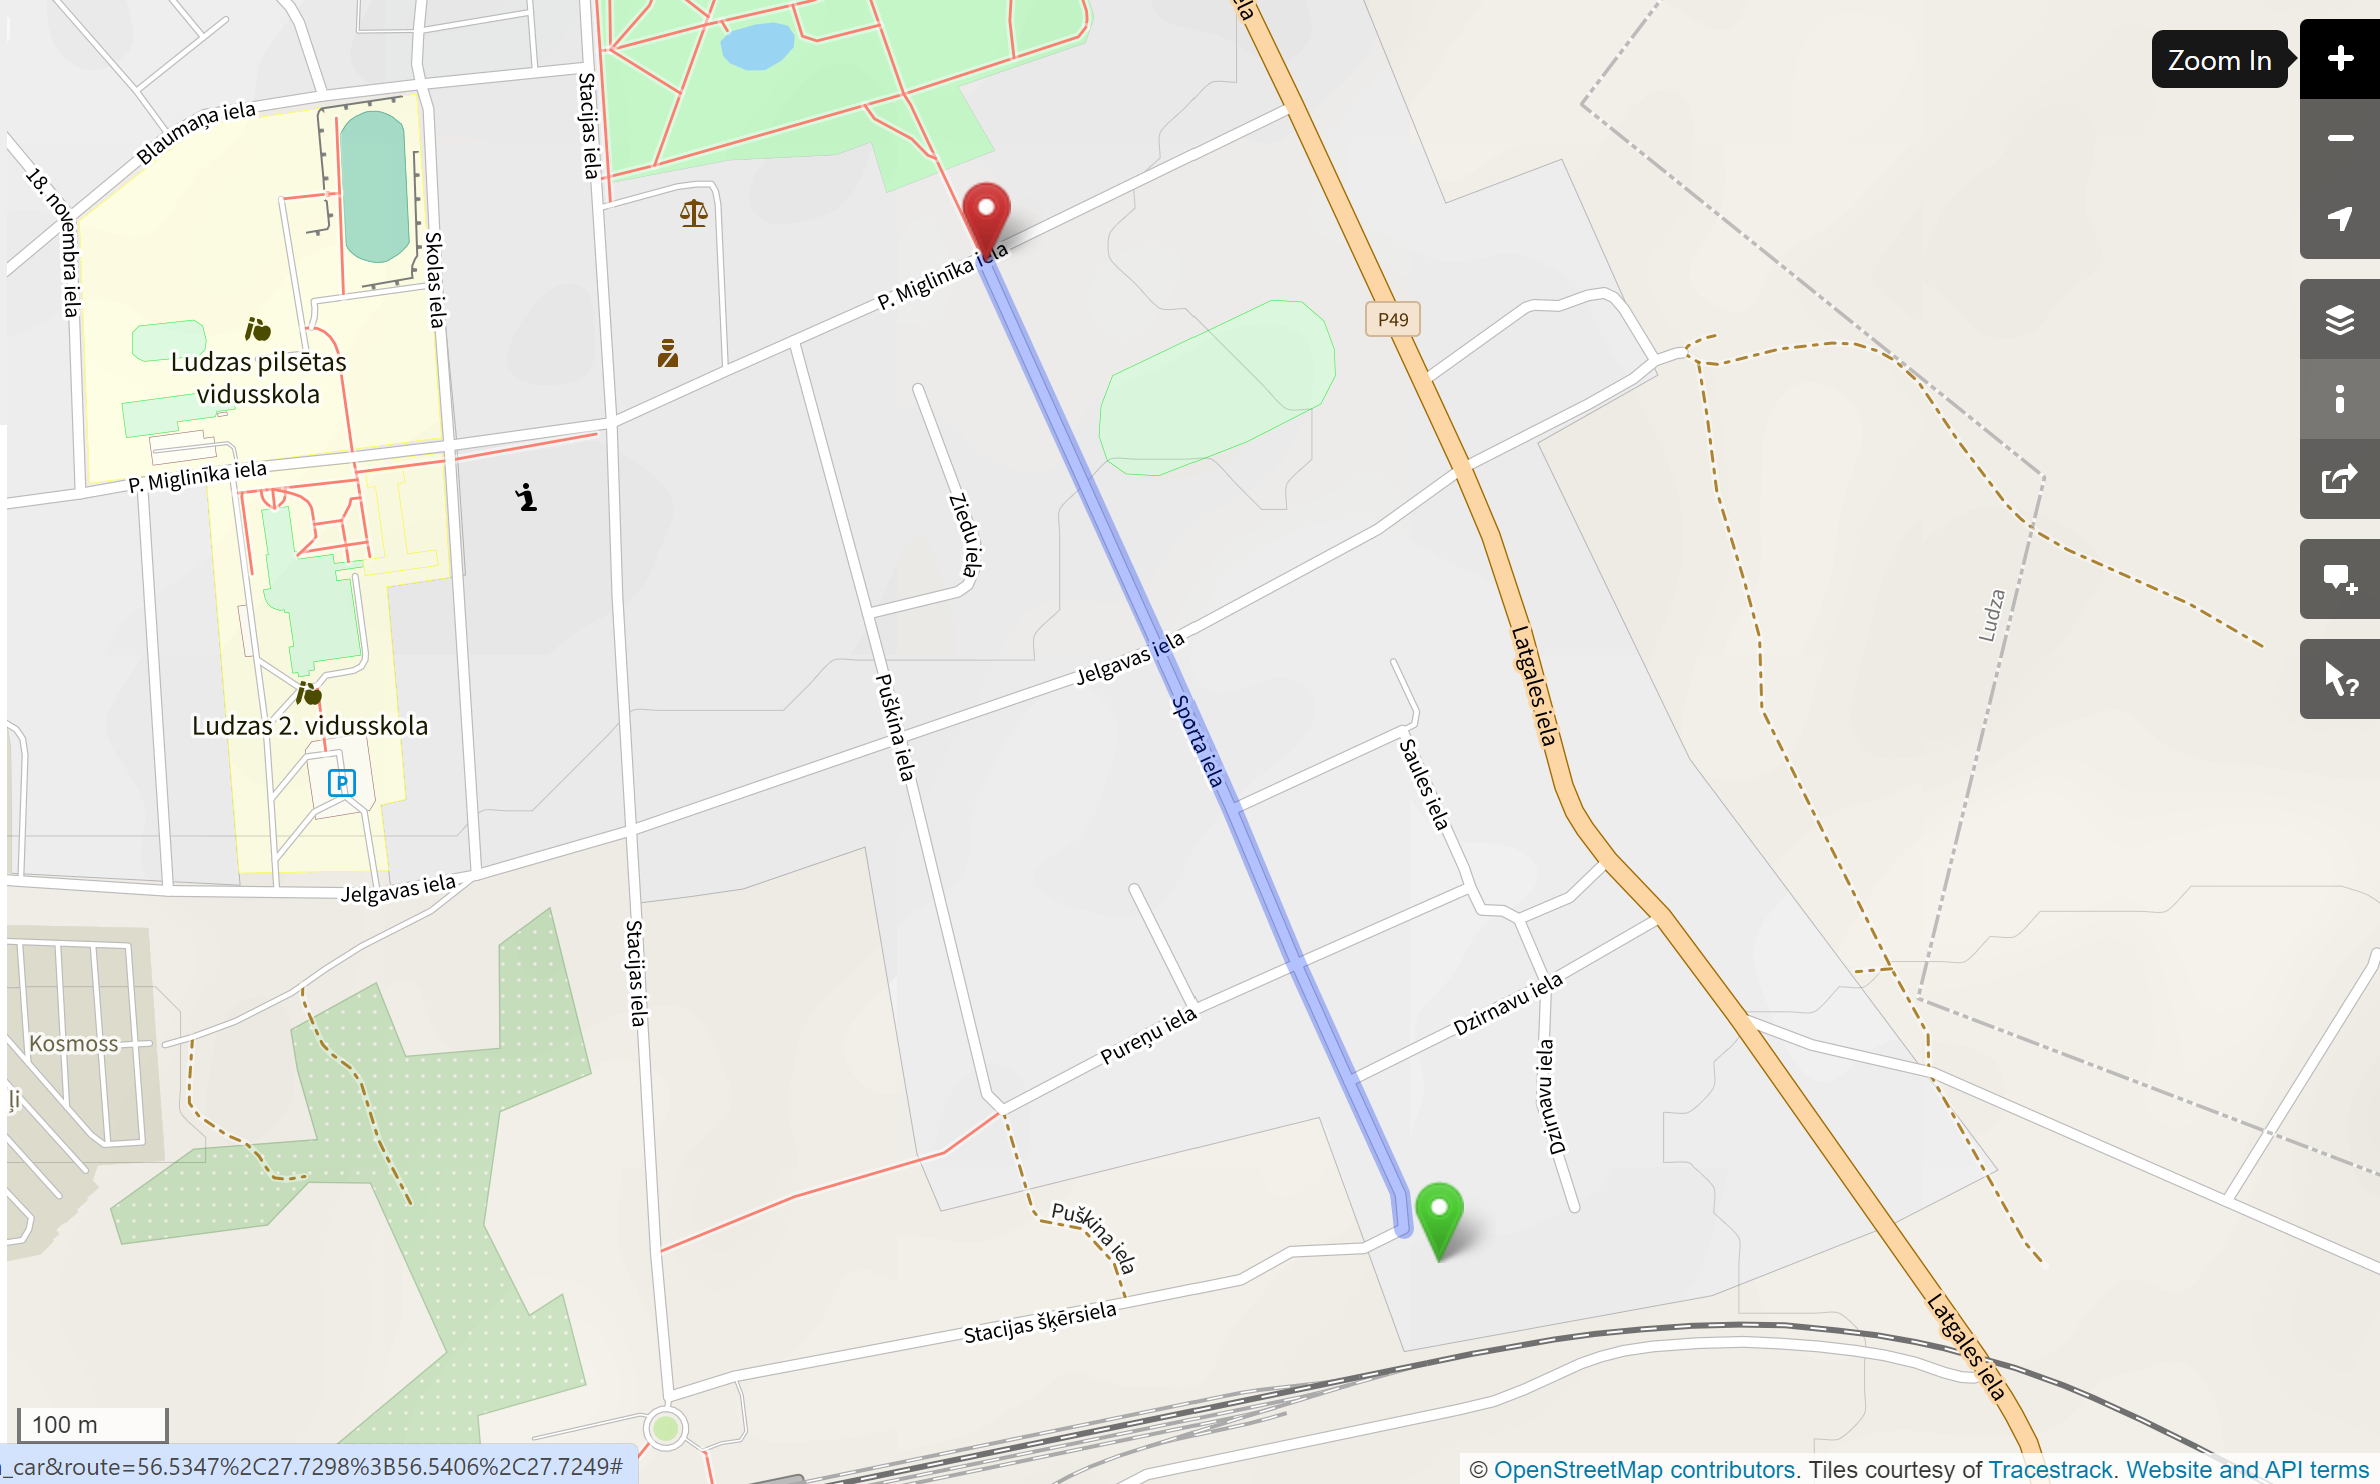 Zoom In
Blaumaņa iela
18. novembra iela
Stacijas iela
Skolas iela
P. Miglinīka iela
P49
Ludzas pilsētas
vidusskola
P. Miglinīka iela
Ziedu iela
Ludza
Jelgavas iela
Latgales iela
Puškina iela
Sporta iela
Ludzas 2. vidusskola
P
Saules iela
Jelgavas iela
Stacijas iela
Dzirnavu iela
Pureņu iela
Kosmoss
Dzirnavu iela
ļi
Puškina iela
Stacijas šķērsiela
Latgales iela
100 m
_car&route=56.5347%2C27.7298%3B56.5406%2C27.7249#
© OpenStreetMap contributors. Tiles courtesy of Tracestrack. Website and API terms